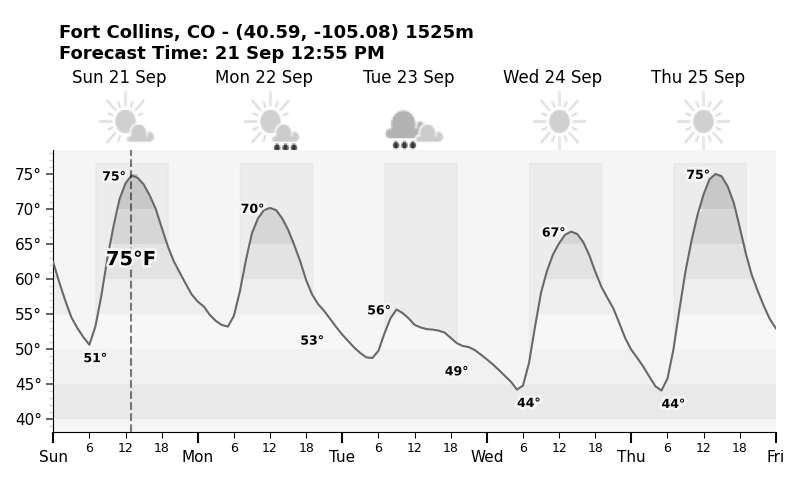 Fort Collins, CO - (40.59, -105.08) 1525m
Forecast Time: 21 Sep 12:55 PM
Sun 21 Sep Mon 22 Sep Tue 23 Sep Wed 24 Sep Thu 25 Sep
75° 75° 75°
70° 70°
67°
65°
75°F
60°
55° 56°
53°
50° 51°
49°
45°
44° 44°
40°
6 12 18 6 12 18 6 12 18 6 12 18 6 12 18
Sun Mon Tue Wed Thu Fri